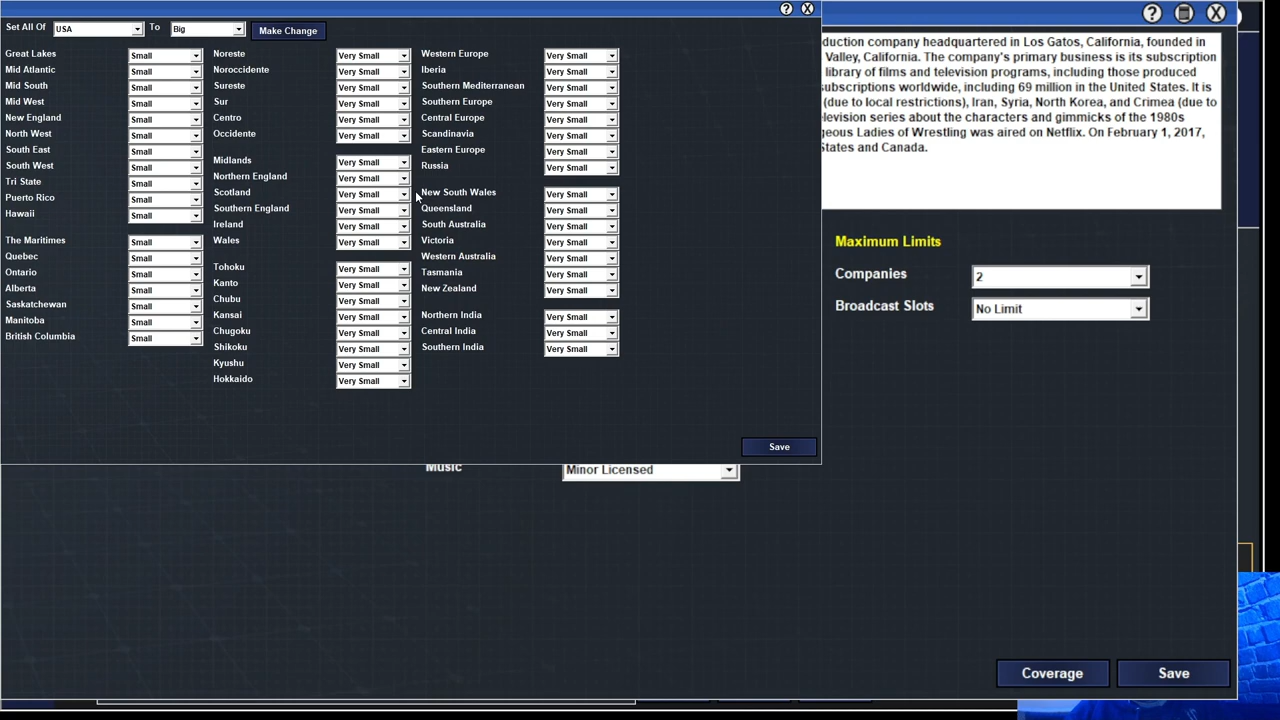 Set All Of USA To Big Make Change
Great Lakes Small
Mid Atlantic Small
Mid South Small
Mid West Small
New England Small
North West Small
South East Small
South West Small
Tri State Small
Puerto Rico Small
Hawaii Small
The Maritimes Small
Quebec Small
Ontario Small
Alberta Small
Saskatchewan Small
Manitoba Small
British Columbia Small
Noreste Very Small
Noroccidente Very Small
Sureste Very Small
Sur Very Small
Centro Very Small
Occidente Very Small
Midlands Very Small
Northern England Very Small
Scotland Very Small
Southern England Very Small
Ireland Very Small
Wales Very Small
Tohoku Very Small
Kanto Very Small
Chubu Very Small
Kansai Very Small
Chugoku Very Small
Shikoku Very Small
Kyushu Very Small
Hokkaido Very Small
Western Europe Very Small
Iberia Very Small
Southern Mediterranean Very Small
Southern Europe Very Small
Central Europe Very Small
Scandinavia Very Small
Eastern Europe Very Small
Russia Very Small
New South Wales Very Small
Queensland Very Small
South Australia Very Small
Victoria Very Small
Western Australia Very Small
Tasmania Very Small
New Zealand Very Small
Northern India Very Small
Central India Very Small
Southern India Very Small
Save
duction company headquartered in Los Gatos, California, founded in
Valley, California. The company's primary business is its subscription
library of films and television programs, including those produced
subscriptions worldwide, including 69 million in the United States. It is
(due to local restrictions), Iran, Syria, North Korea, and Crimea (due to
elevision series about the characters and gimmicks of the 1980s
geous Ladies of Wrestling was aired on Netflix. On February 1, 2017,
States and Canada.
Maximum Limits
Companies 2
Broadcast Slots No Limit
Music Minor Licensed
Coverage Save